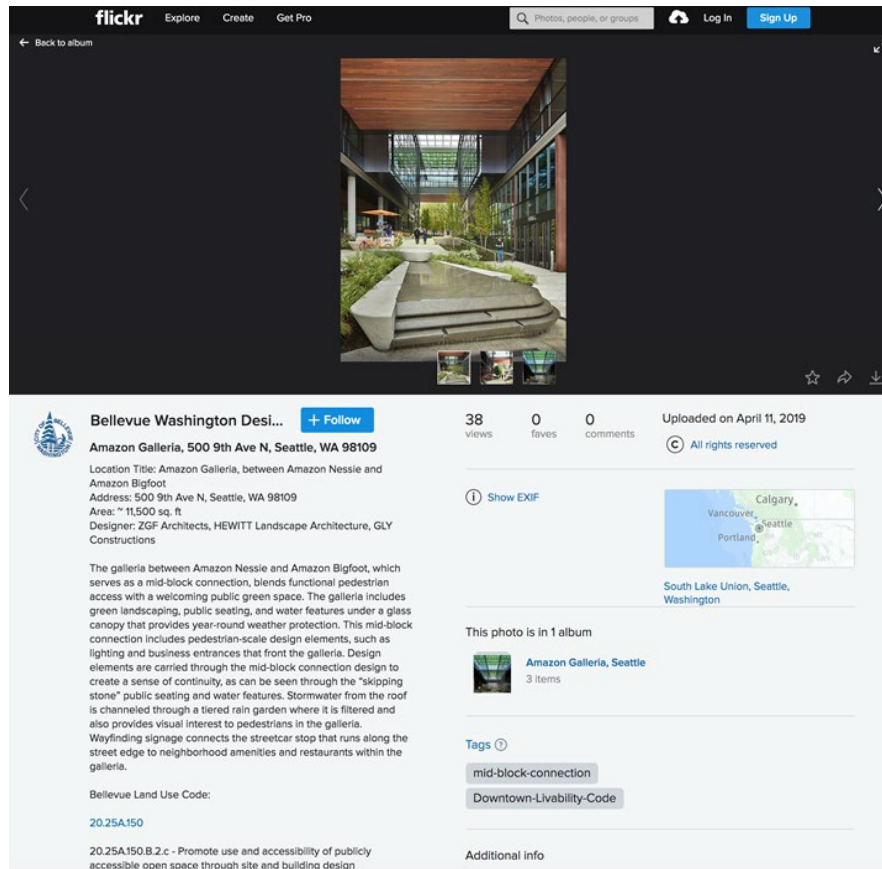 flickr Explore Create Get Pro Photos, people, or groups Log In Sign Up
Back to album
CITY OF BELLEVUE WASHINGTON
Bellevue Washington Desi... + Follow
Amazon Galleria, 500 9th Ave N, Seattle, WA 98109
Location Title: Amazon Galleria, between Amazon Nessie and
Amazon Bigfoot
Address: 500 9th Ave N, Seattle, WA 98109
Area: ~ 11,500 sq. ft
Designer: ZGF Architects, HEWITT Landscape Architecture, GLY
Constructions
The galleria between Amazon Nessie and Amazon Bigfoot, which
serves as a mid-block connection, blends functional pedestrian
access with a welcoming public green space. The galleria includes
green landscaping, public seating, and water features under a glass
canopy that provides year-round weather protection. This mid-block
connection includes pedestrian-scale design elements, such as
lighting and business entrances that front the galleria. Design
elements are carried through the mid-block connection design to
create a sense of continuity, as can be seen through the "skipping
stone" public seating and water features. Stormwater from the roof
is channeled through a tiered rain garden where it is filtered and
also provides visual interest to pedestrians in the galleria.
Wayfinding signage connects the streetcar stop that runs along the
street edge to neighborhood amenities and restaurants within the
galleria.
Bellevue Land Use Code:
20.25A.150
20.25A.150.B.2.c - Promote use and accessibility of publicly
accessible open space through site and building design
38 0 0
views faves comments
Uploaded on April 11, 2019
C All rights reserved
i Show EXIF
Calgary
Vancouver
Seattle
Portland
South Lake Union, Seattle,
Washington
This photo is in 1 album
Amazon Galleria, Seattle
3 items
Tags ?
mid-block-connection
Downtown-Livability-Code
Additional info